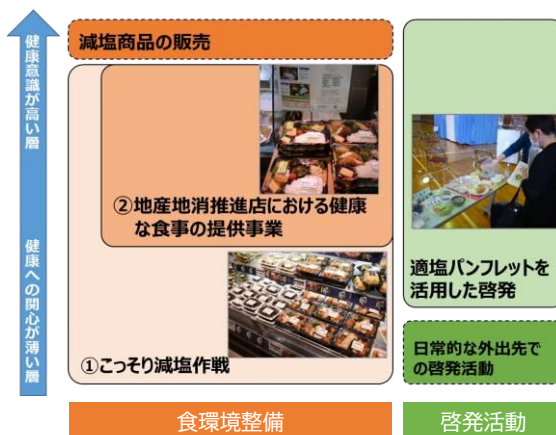 健康意識が高い層
健康への関心が薄い層
減塩商品の販売
②地産地消推進店における健康
な食事の提供事業
①こっそり減塩作戦
適塩パンフレットを
活用した啓発
日常的な外出先で
の啓発活動
食環境整備
啓発活動